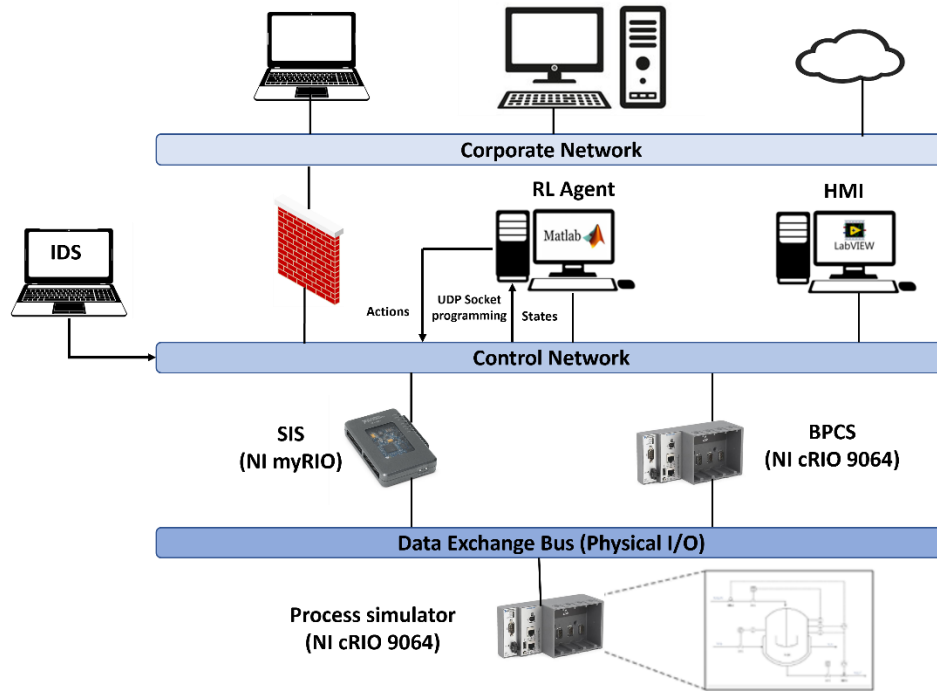 Corporate Network
RL Agent
HMI
IDS
Matlab
LabVIEW
Actions
UDP Socket
programming
States
Control Network
SIS
(NI myRIO)
BPCS
(NI cRIO 9064)
Data Exchange Bus (Physical I/O)
Process simulator
(NI cRIO 9064)